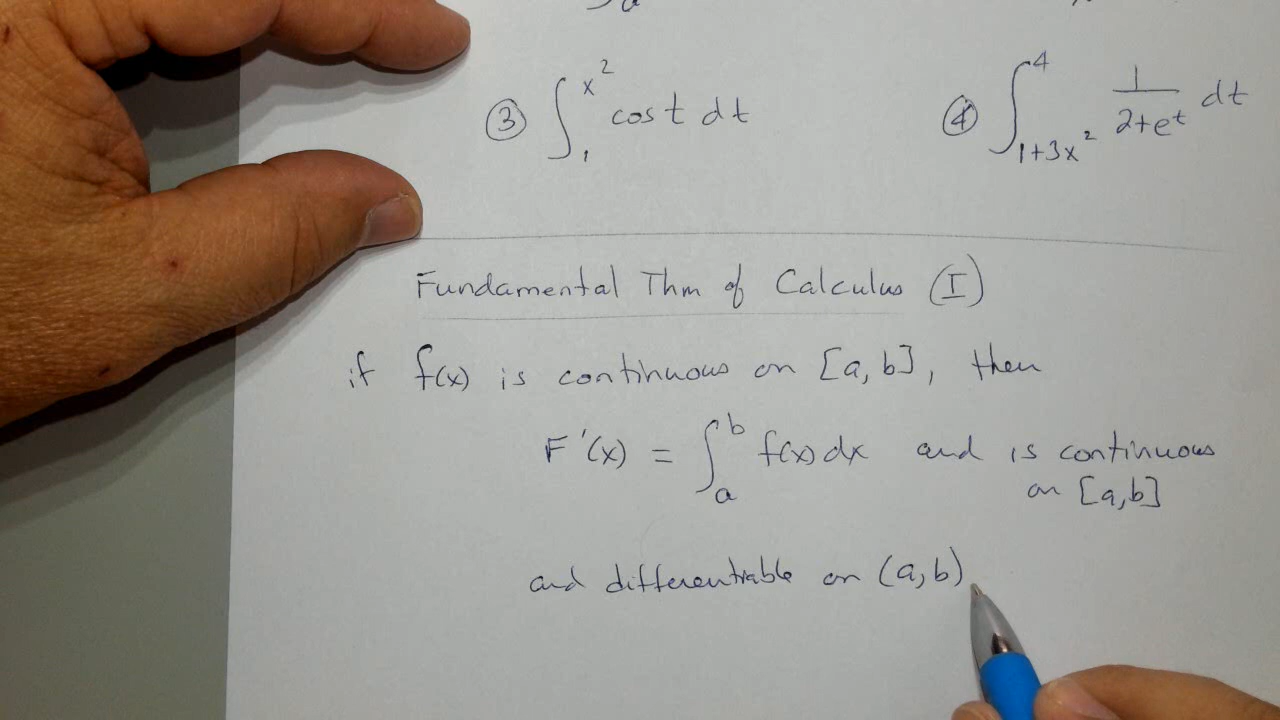 ③ ∫₁^x² cos t dt ④ ∫_{1+3x²}^4 1/(2+e^t) dt
Fundamental Thm of Calculus (I)
if f(x) is continuous on [a, b], then
F'(x) = ∫_a^b f(x) dx and is continuous
on [a,b]
and differentiable on (a,b)